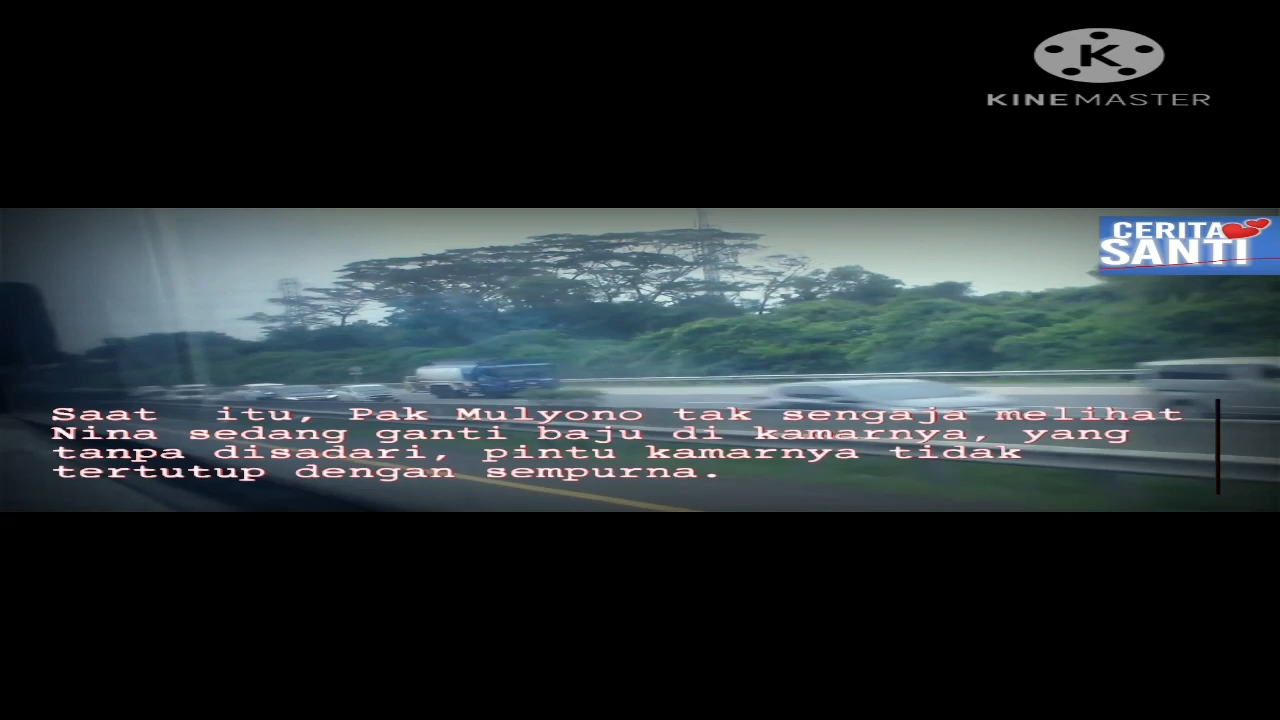 K
KINEMASTER
CERITA
SANTI
Saat itu, Pak Mulyono tak sengaja melihat
Nina sedang ganti baju di kamarnya, yang
tanpa disadari, pintu kamarnya tidak
tertutup dengan sempurna.